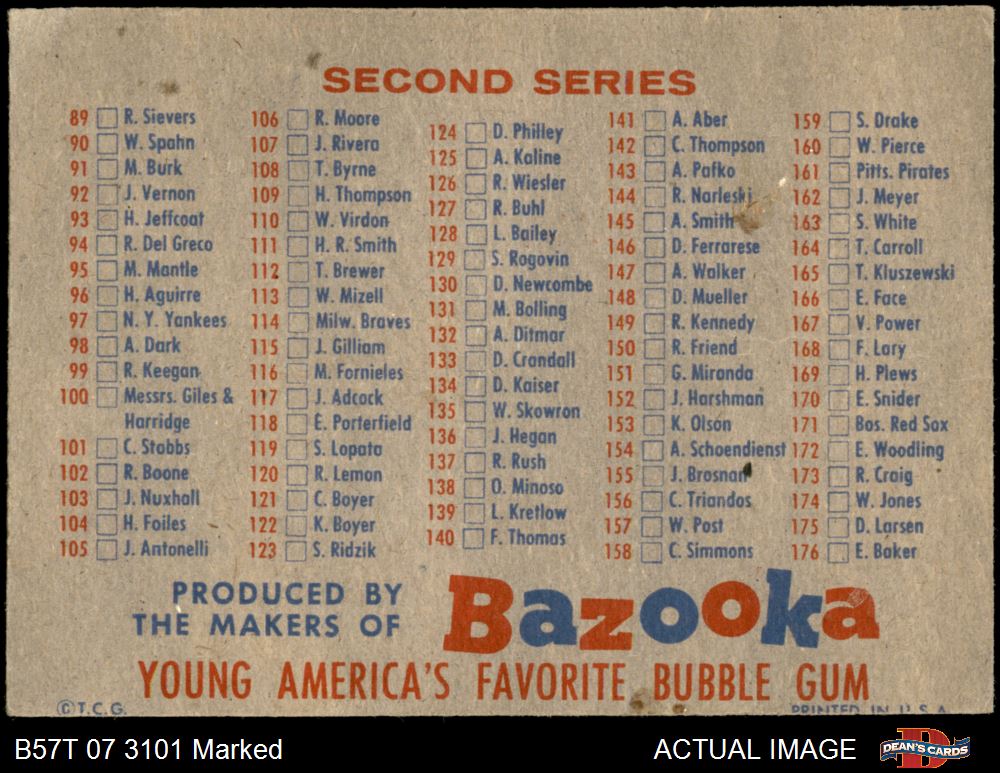 SECOND SERIES
89 R. Sievers
90 W. Spahn
91 M. Burk
92 J. Vernon
93 H. Jeffcoat
94 R. Del Greco
95 M. Mantle
96 H. Aguirre
97 N. Y. Yankees
98 A. Dark
99 R. Keegan
100 Messrs. Giles &
Harridge
101 C. Stobbs
102 R. Boone
103 J. Nuxhall
104 H. Foiles
105 J. Antonelli
106 R. Moore
107 J. Rivera
108 T. Byrne
109 H. Thompson
110 W. Virdon
111 H. R. Smith
112 T. Brewer
113 W. Mizell
114 Milw. Braves
115 J. Gilliam
116 M. Fornieles
117 J. Adcock
118 E. Porterfield
119 S. Lopata
120 R. Lemon
121 C. Boyer
122 K. Boyer
123 S. Ridzik
124 D. Philley
125 A. Kaline
126 R. Wiesler
127 R. Buhl
128 L. Bailey
129 S. Rogovin
130 D. Newcombe
131 M. Bolling
132 A. Ditmar
133 D. Crandall
134 D. Kaiser
135 W. Skowron
136 J. Hegan
137 R. Rush
138 O. Minoso
139 L. Kretlow
140 F. Thomas
141 A. Aber
142 C. Thompson
143 A. Pafko
144 R. Narleski
145 A. Smith
146 D. Ferrarese
147 A. Walker
148 D. Mueller
149 R. Kennedy
150 R. Friend
151 G. Miranda
152 J. Harshman
153 K. Olson
154 A. Schoendienst
155 J. Brosnan
156 C. Triandos
157 W. Post
158 C. Simmons
159 S. Drake
160 W. Pierce
161 Pitts. Pirates
162 J. Meyer
163 S. White
164 T. Carroll
165 T. Kluszewski
166 E. Face
167 V. Power
168 F. Lary
169 H. Plews
170 E. Snider
171 Bos. Red Sox
172 E. Woodling
173 R. Craig
174 W. Jones
175 D. Larsen
176 E. Baker
PRODUCED BY
THE MAKERS OF
Bazooka
YOUNG AMERICA'S FAVORITE BUBBLE GUM
©T.C.G.
PRINTED IN U.S.A.
B57T 07 3101 Marked
ACTUAL IMAGE
DEAN'S CARDS